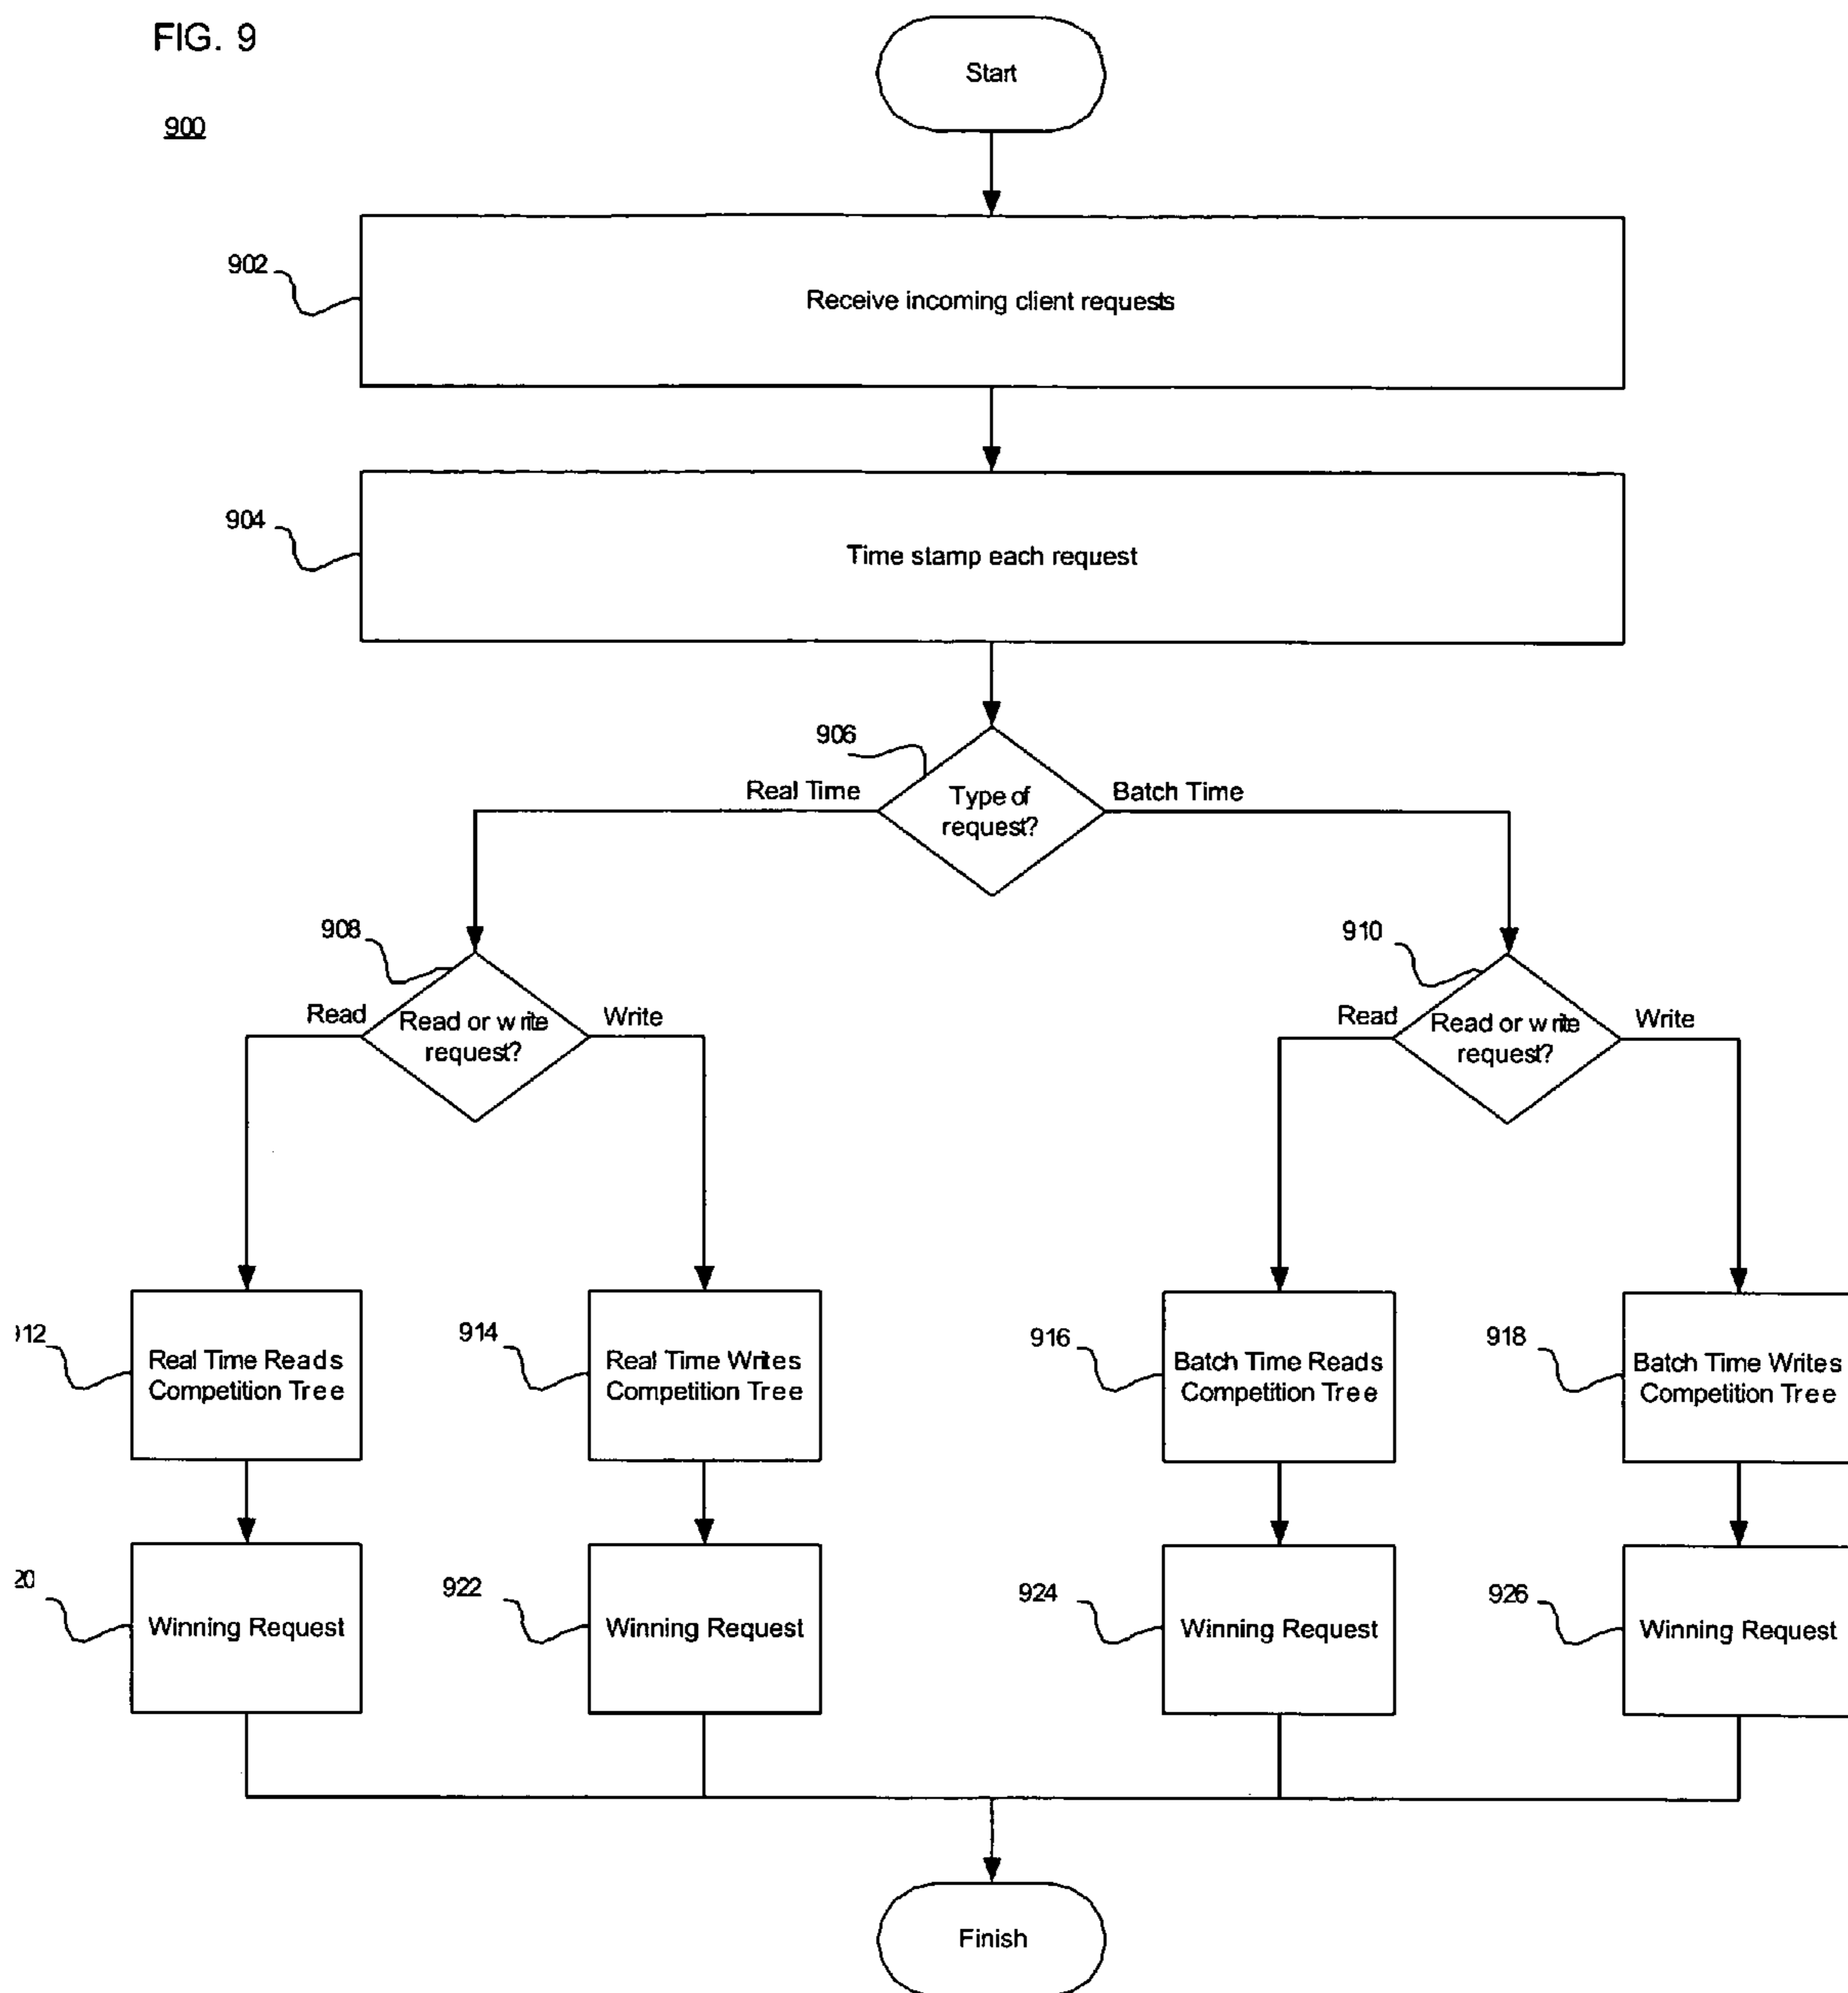 FIG. 9
900
Start
902
Receive incoming client requests
904
Time stamp each request
906
Real Time
Type of
request?
Batch Time
908
Read
Read or write
request?
Write
910
Read
Read or write
request?
Write
912
Real Time Reads
Competition Tree
914
Real Time Writes
Competition Tree
916
Batch Time Reads
Competition Tree
918
Batch Time Writes
Competition Tree
20
Winning Request
922
Winning Request
924
Winning Request
926
Winning Request
Finish